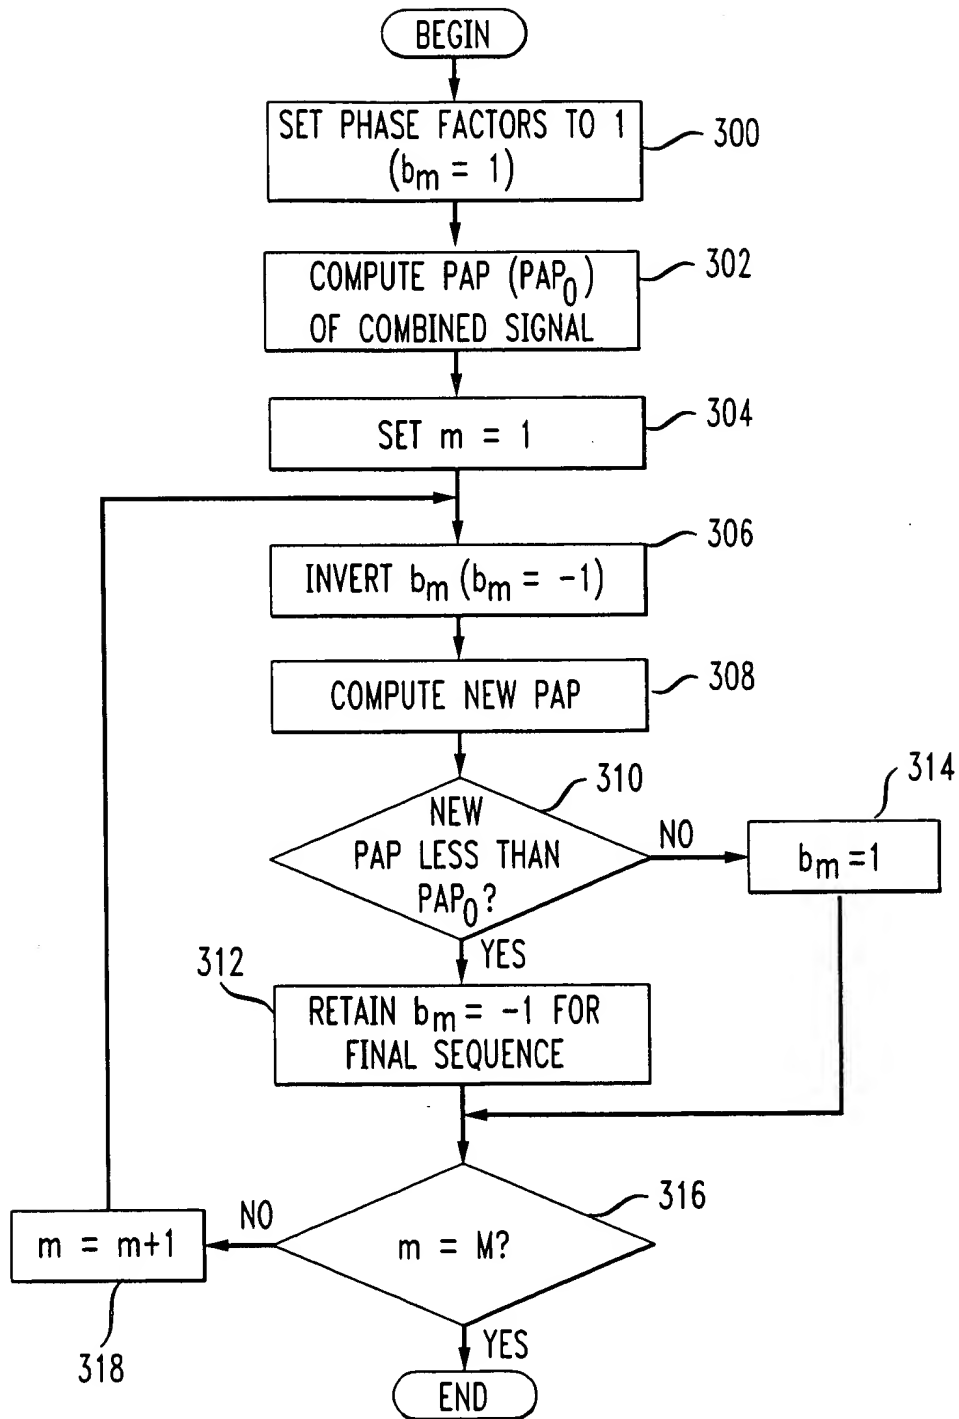 BEGIN
SET PHASE FACTORS TO 1
(bm = 1)
300
COMPUTE PAP (PAP0)
OF COMBINED SIGNAL
302
SET m = 1
304
INVERT bm (bm = -1)
306
COMPUTE NEW PAP
308
NEW
PAP LESS THAN
PAP0?
310
NO
bm =1
314
YES
312
RETAIN bm = -1 FOR
FINAL SEQUENCE
m = M?
316
NO
m = m+1
318
YES
END